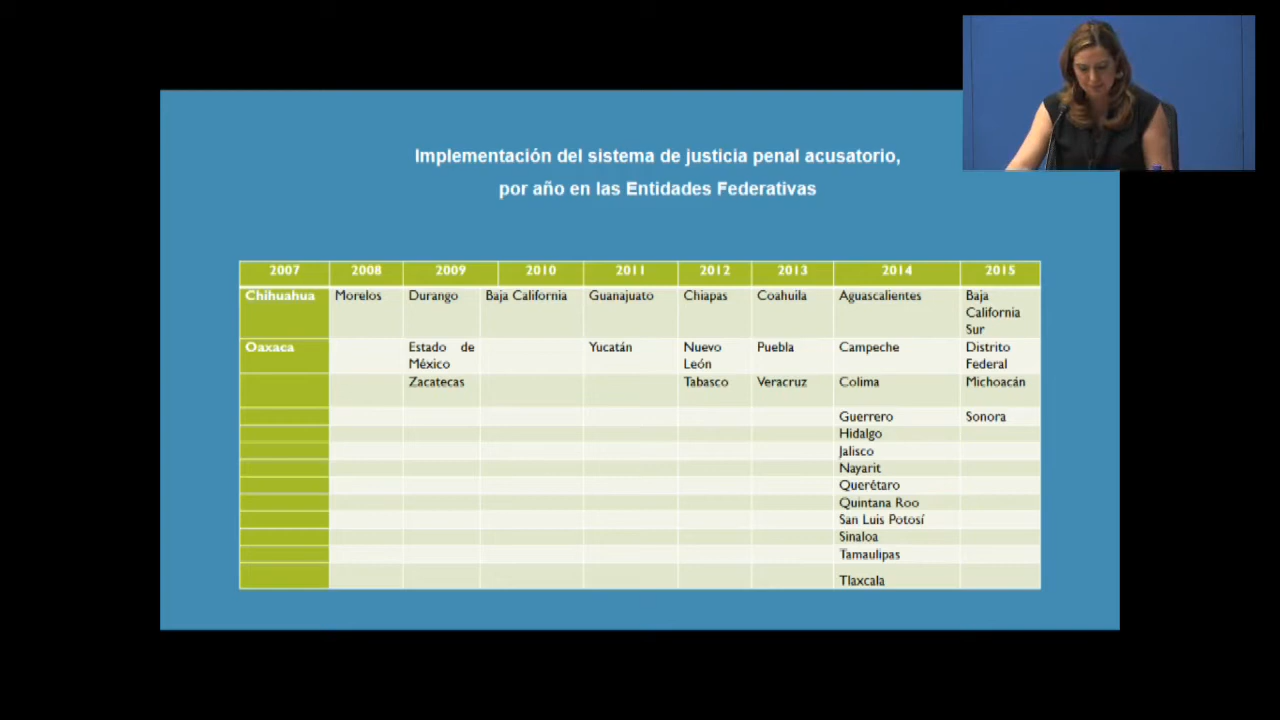 Implementación del sistema de justicia penal acusatorio,
por año en las Entidades Federativas
2007 2008 2009 2010 2011 2012 2013 2014 2015
Chihuahua Morelos Durango Baja California Guanajuato Chiapas Coahuila Aguascalientes Baja
California
Sur
Oaxaca Estado de Yucatán Nuevo Puebla Campeche Distrito
México León Federal
Zacatecas Tabasco Veracruz Colima Michoacán
Guerrero Sonora
Hidalgo
Jalisco
Nayarit
Querétaro
Quintana Roo
San Luis Potosí
Sinaloa
Tamaulipas
Tlaxcala